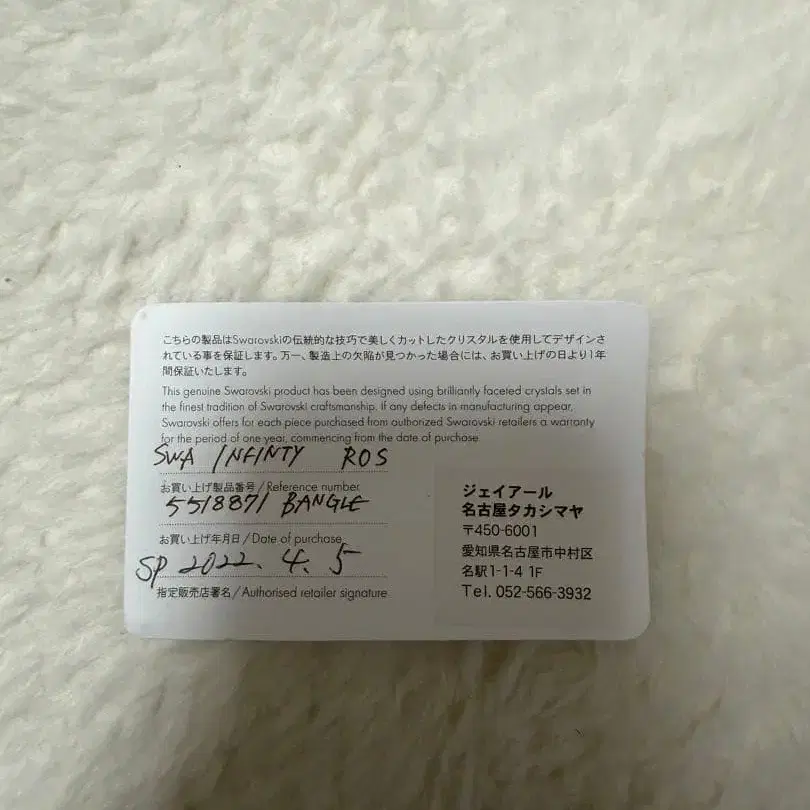 こちらの製品はSwarovskiの伝統的な技巧で美しくカットしたクリスタルを使用してデザインさ
れている事を保証します。万一、製造上の欠陥が見つかった場合には、お買い上げの日より1年
間保証いたします。
This genuine Swarovski product has been designed using brilliantly faceted crystals set in
the finest tradition of Swarovski craftsmanship. If any defects in manufacturing appear,
Swarovski offers for each piece purchased from authorized Swarovski retailers a warranty
for the period of one year, commencing from the date of purchase.
SWA INFINTY ROS
お買い上げ製品番号/Reference number
5518871 BANGLE
お買い上げ年月日/Date of purchase
SP 2022. 4. 5
指定販売店署名/Authorised retailer signature
ジェイアール
名古屋タカシマヤ
〒450-6001
愛知県名古屋市中村区
名駅1-1-4 1F
Tel. 052-566-3932